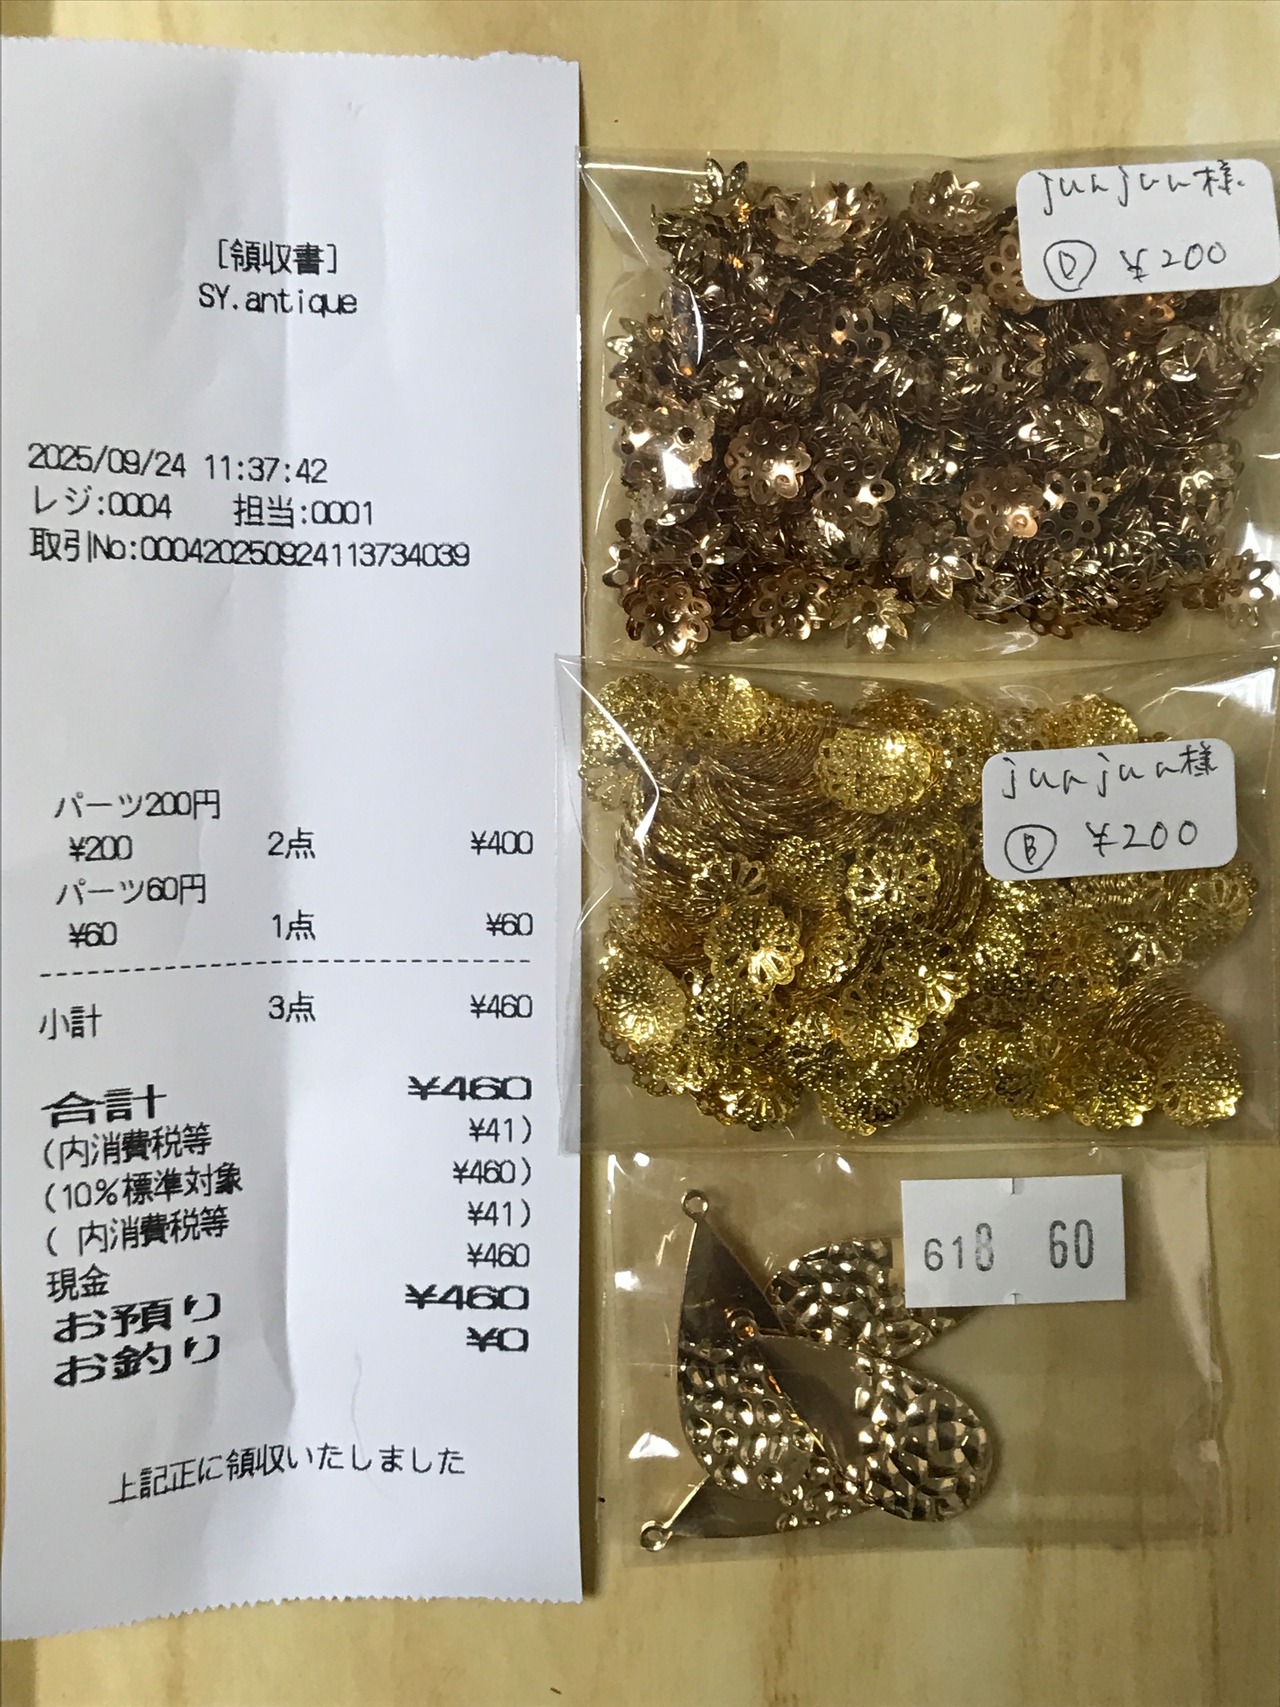 [領収書]
SY.antique
2025/09/24 11:37:42
レジ:0004 担当:0001
取引No:00042025092411373​4039
パーツ200円
¥200 2点 ¥400
パーツ60円
¥60 1点 ¥60
小計 3点 ¥460
合計 ¥460
(内消費税等 ¥41)
(10%標準対象 ¥460)
( 内消費税等 ¥41)
現金 ¥460
お預り ¥460
お釣り ¥0
上記正に領収いたしました
junjun様
D ¥200
junjun様
B ¥200
618 60